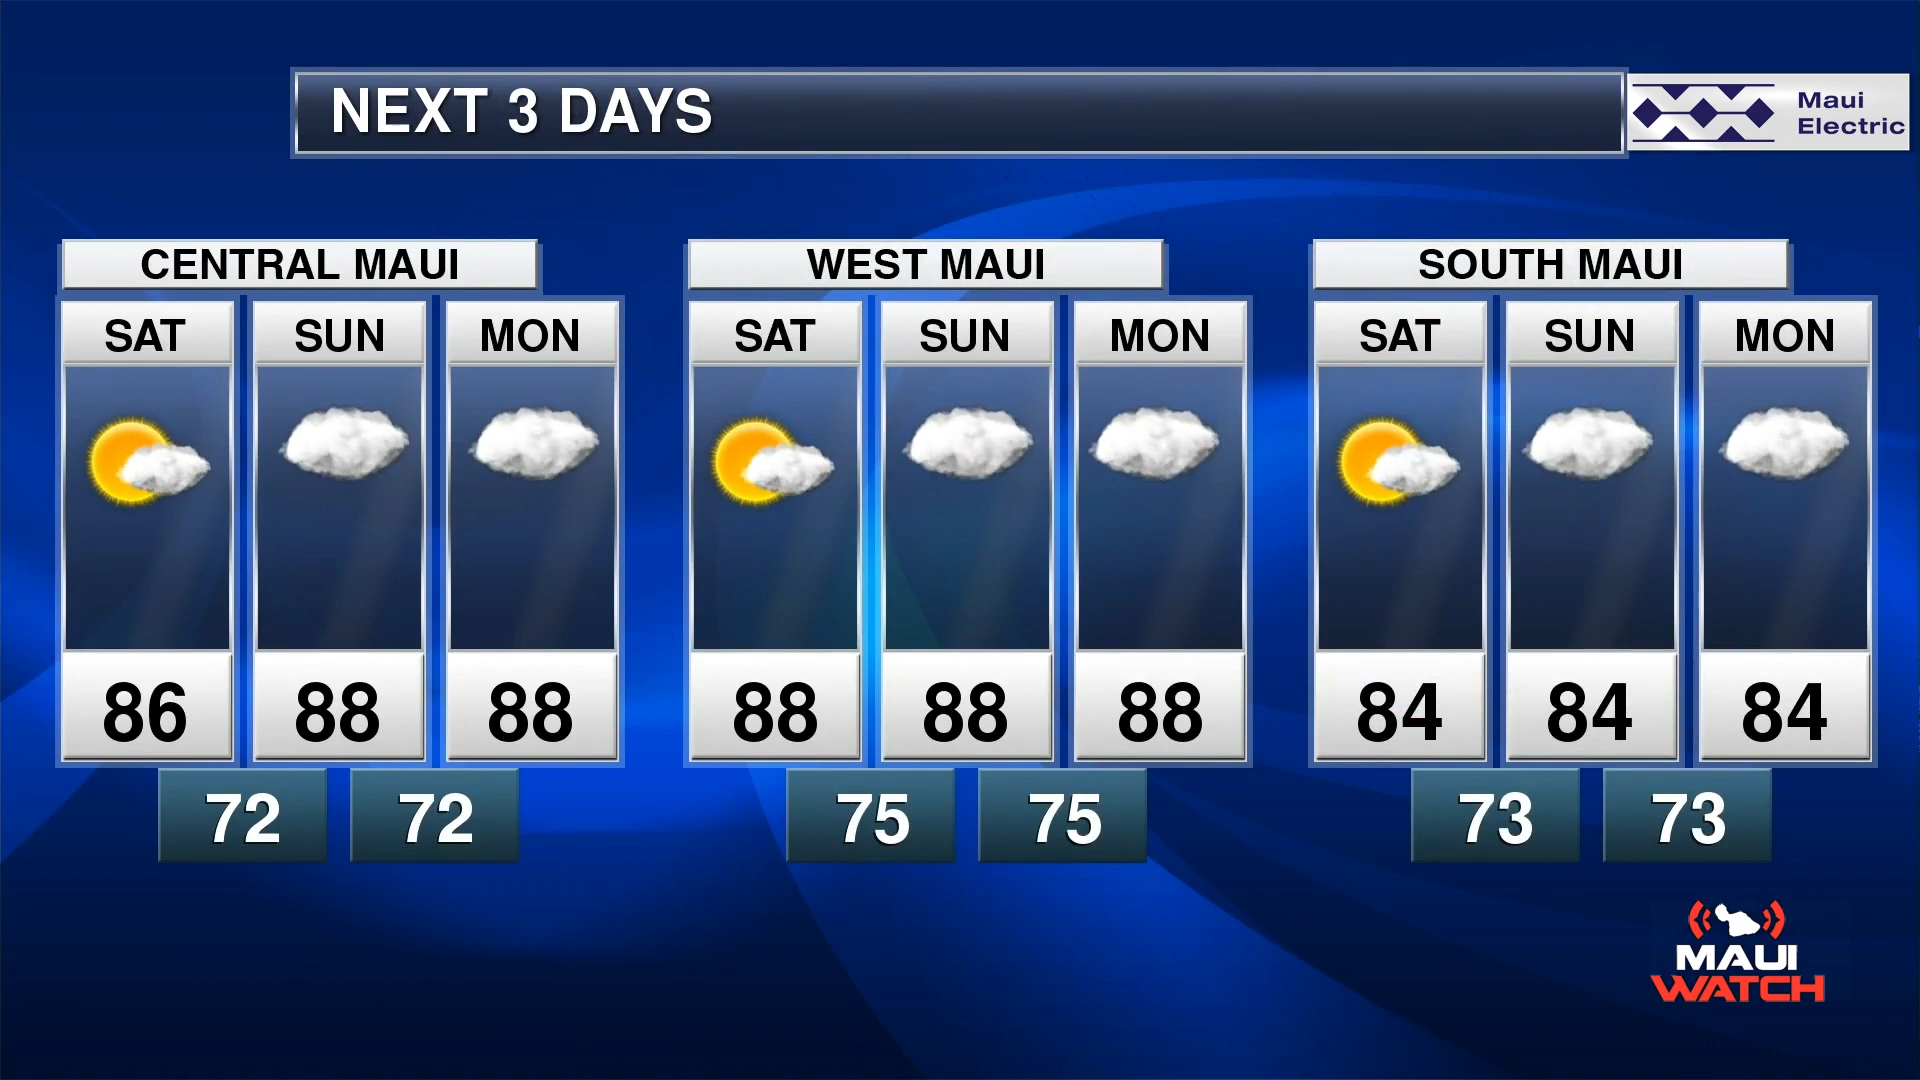 NEXT 3 DAYS
Maui
Electric
CENTRAL MAUI
SAT SUN MON
86 88 88
72 72
WEST MAUI
SAT SUN MON
88 88 88
75 75
SOUTH MAUI
SAT SUN MON
84 84 84
73 73
MAUI
WATCH